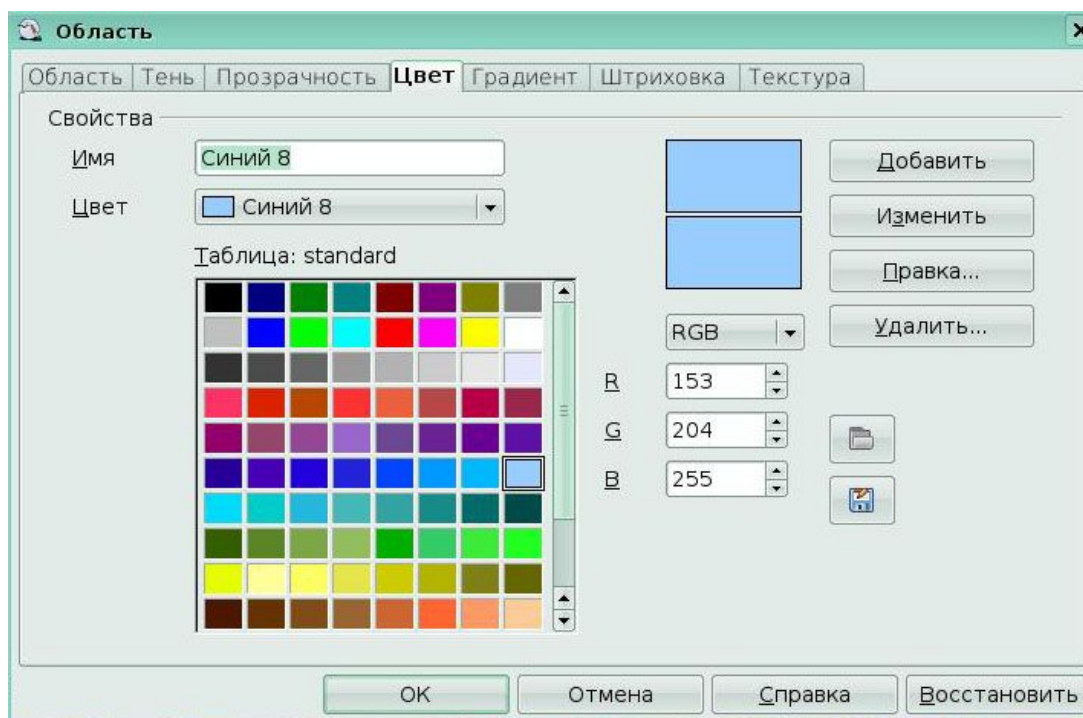 Область
Область Тень Прозрачность Цвет Градиент Штриховка Текстура
Свойства
Имя Синий 8 Добавить
Цвет Синий 8 Изменить
Таблица: standard Правка...
RGB Удалить...
R 153
G 204
B 255
OK Отмена Справка Восстановить